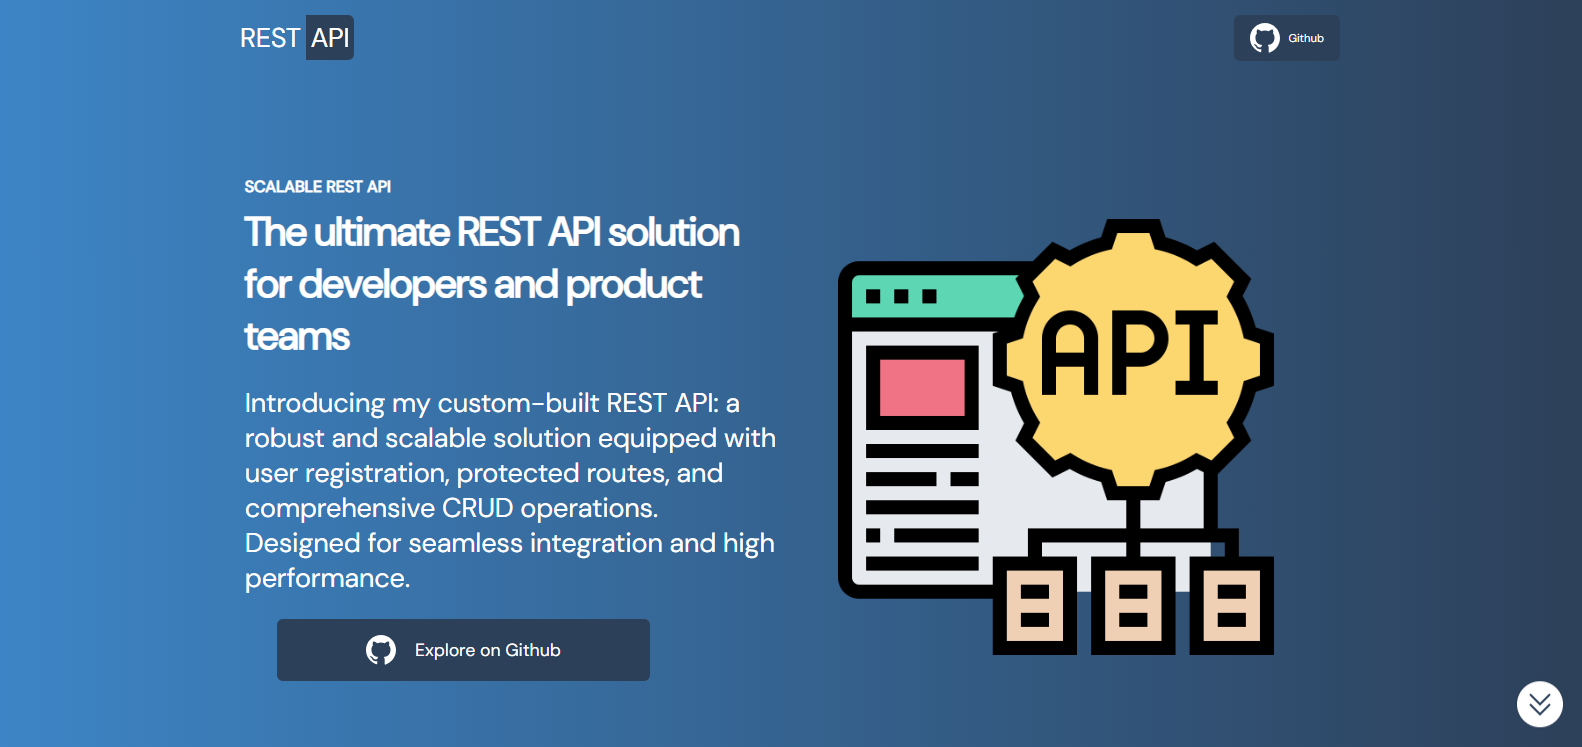 REST API
Github
SCALABLE REST API
The ultimate REST API solution
for developers and product
teams
Introducing my custom-built REST API: a
robust and scalable solution equipped with
user registration, protected routes, and
comprehensive CRUD operations.
Designed for seamless integration and high
performance.
Explore on Github
API